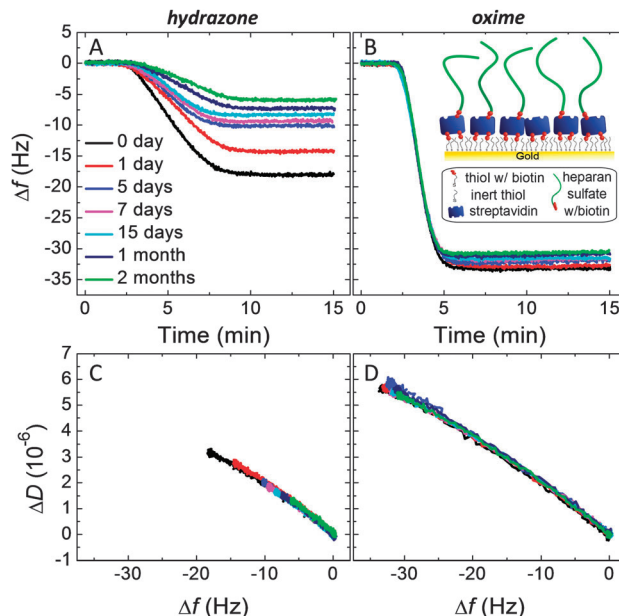 hydrazone
oxime
A
B
5
0
-5
-10
-15
-20
-25
-30
-35
Δf (Hz)
0 day
1 day
5 days
7 days
15 days
1 month
2 months
Gold
thiol w/ biotin
inert thiol
streptavidin
heparan
sulfate
w/biotin
0 5 10 15
0 5 10 15
Time (min)
Time (min)
C
D
7
6
5
4
3
2
1
0
-1
ΔD (10⁻⁶)
-30 -20 -10 0
-30 -20 -10 0
Δf (Hz)
Δf (Hz)